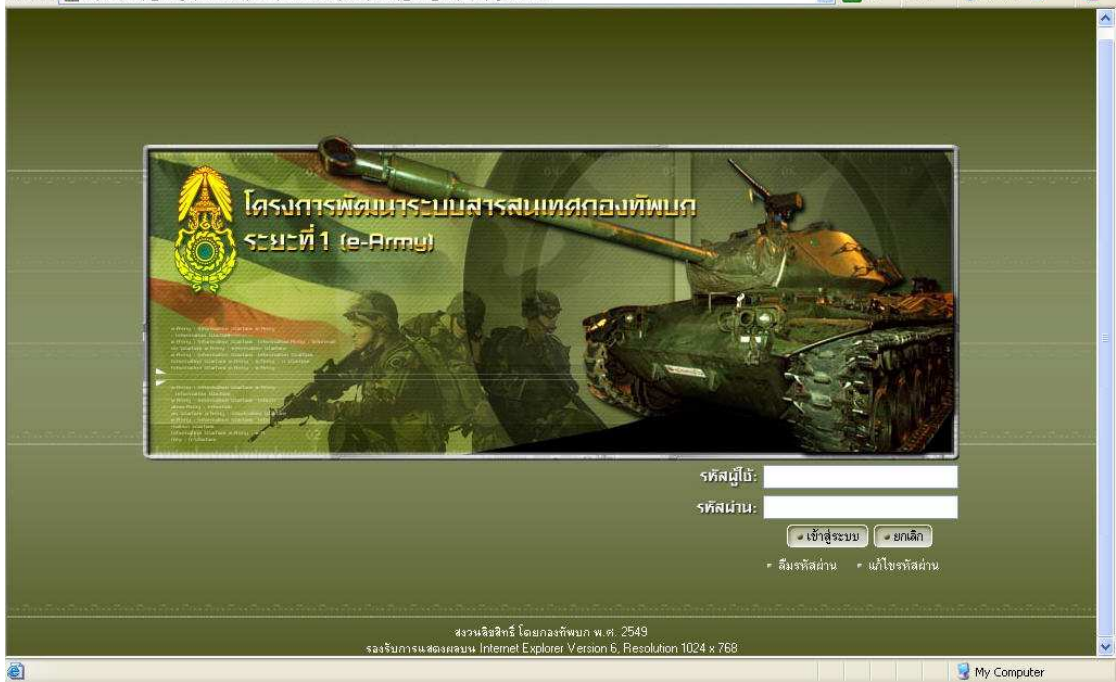 โครงการพัฒนาระบบสารสนเทศกองทัพบก
ระยะที่ 1 (e-Army)
รหัสผู้ใช้:
รหัสผ่าน:
เข้าสู่ระบบ ยกเลิก
ลืมรหัสผ่าน แก้ไขรหัสผ่าน
สงวนลิขสิทธิ์ โดยกองทัพบก พ.ศ. 2549
รองรับการแสดงผลบน Internet Explorer Version 6, Resolution 1024 x 768
My Computer